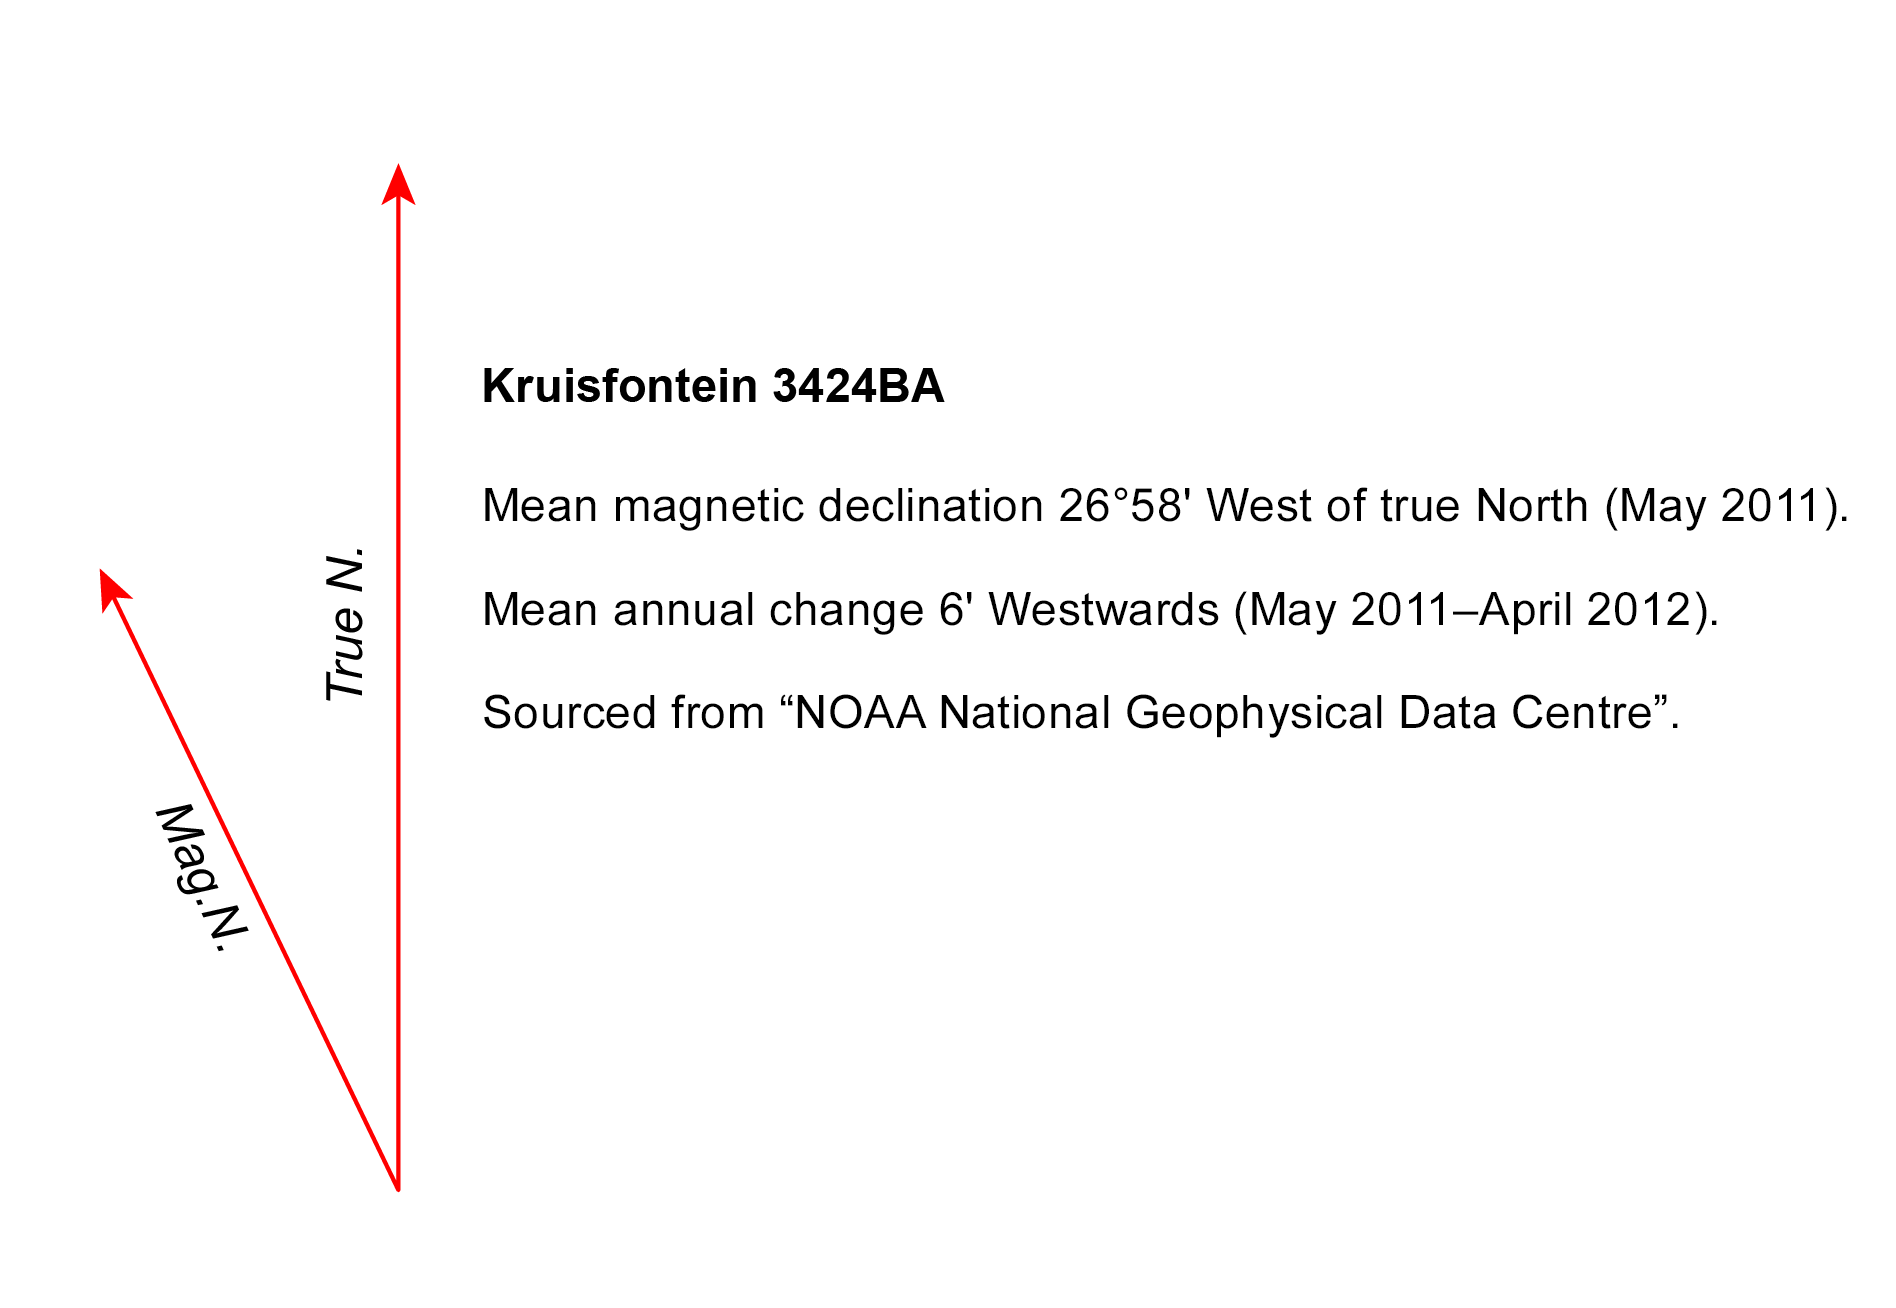 True N.
Mag.N.
Kruisfontein 3424BA
Mean magnetic declination 26°58' West of true North (May 2011).
Mean annual change 6' Westwards (May 2011–April 2012).
Sourced from “NOAA National Geophysical Data Centre”.